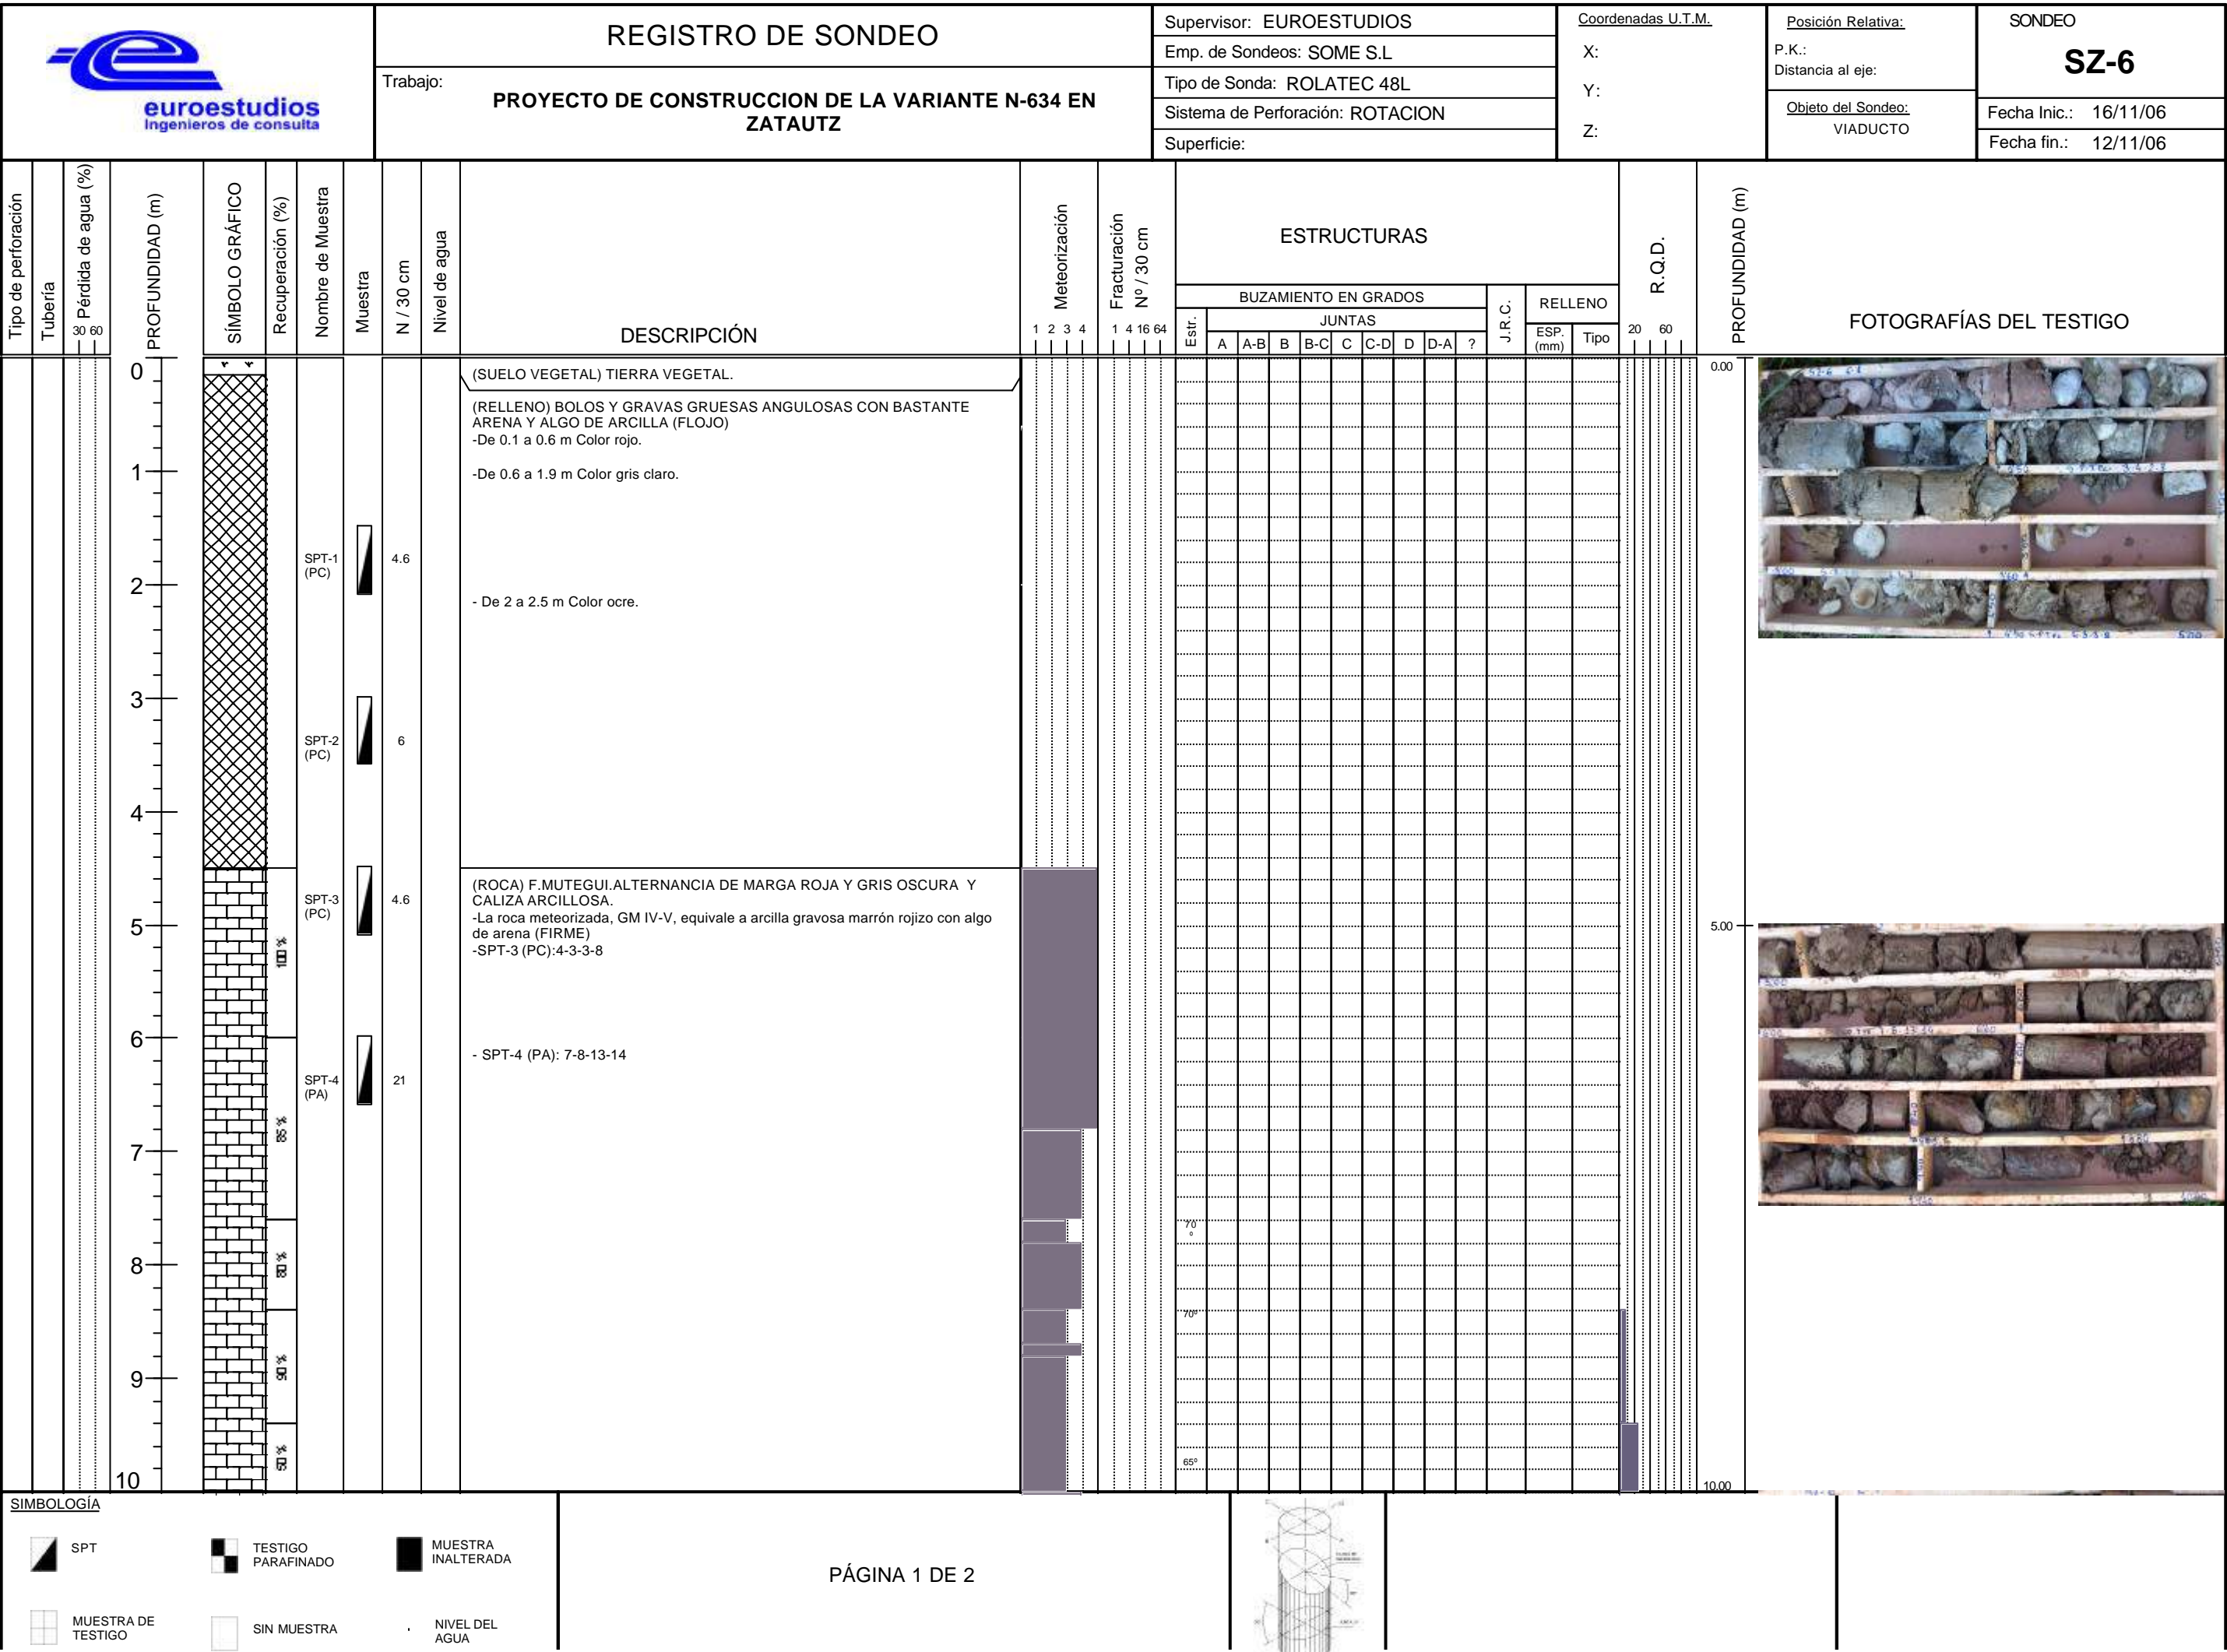 euroestudios
Ingenieros de consulta
REGISTRO DE SONDEO
Trabajo:
PROYECTO DE CONSTRUCCION DE LA VARIANTE N-634 EN
ZATAUTZ
Supervisor: EUROESTUDIOS
Emp. de Sondeos: SOME S.L
Tipo de Sonda: ROLATEC 48L
Sistema de Perforación: ROTACION
Superficie:
Coordenadas U.T.M.
X:
Y:
Z:
Posición Relativa:
P.K.:
Distancia al eje:
Objeto del Sondeo:
VIADUCTO
SONDEO
SZ-6
Fecha Inic.: 16/11/06
Fecha fin.: 12/11/06
Tipo de perforación
Tubería
Pérdida de agua (%)
30 60
PROFUNDIDAD (m)
SÍMBOLO GRÁFICO
Recuperación (%)
Nombre de Muestra
Muestra
N / 30 cm
Nivel de agua
DESCRIPCIÓN
Meteorización
1 2 3 4
Fracturación
Nº / 30 cm
1 4 16 64
ESTRUCTURAS
BUZAMIENTO EN GRADOS
Estr.
JUNTAS
A A-B B B-C C C-D D D-A ?
J.R.C.
RELLENO
ESP.
(mm)
Tipo
R.Q.D.
20 60
PROFUNDIDAD (m)
FOTOGRAFÍAS DEL TESTIGO
0
1
2
3
4
5
6
7
8
9
10
100 %
85 %
80 %
90 %
50 %
SPT-1
(PC)
4.6
SPT-2
(PC)
6
SPT-3
(PC)
4.6
SPT-4
(PA)
21
(SUELO VEGETAL) TIERRA VEGETAL.
(RELLENO) BOLOS Y GRAVAS GRUESAS ANGULOSAS CON BASTANTE
ARENA Y ALGO DE ARCILLA (FLOJO)
-De 0.1 a 0.6 m Color rojo.
-De 0.6 a 1.9 m Color gris claro.
- De 2 a 2.5 m Color ocre.
(ROCA) F.MUTEGUI.ALTERNANCIA DE MARGA ROJA Y GRIS OSCURA Y
CALIZA ARCILLOSA.
-La roca meteorizada, GM IV-V, equivale a arcilla gravosa marrón rojizo con algo
de arena (FIRME)
-SPT-3 (PC):4-3-3-8
- SPT-4 (PA): 7-8-13-14
70
º
70º
65º
0.00
5.00
10.00
SIMBOLOGÍA
SPT
TESTIGO
PARAFINADO
MUESTRA
INALTERADA
MUESTRA DE
TESTIGO
SIN MUESTRA
NIVEL DEL
AGUA
PÁGINA 1 DE 2